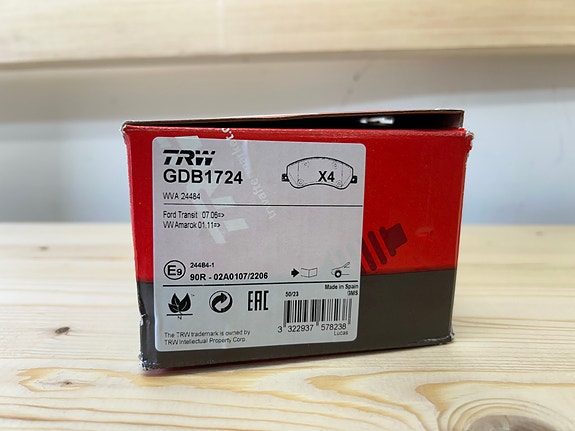 TRW
GDB1724
X4
WVA 24484
Ford Transit 07.06=>
VW Amarok 01.11=>
E9
24484-1
90R - 02A0107/2206
Made in Spain
GMS
50/23
N
EAC
3 322937 578238
Lucas
The TRW trademark is owned by
TRW Intellectual Property Corp.